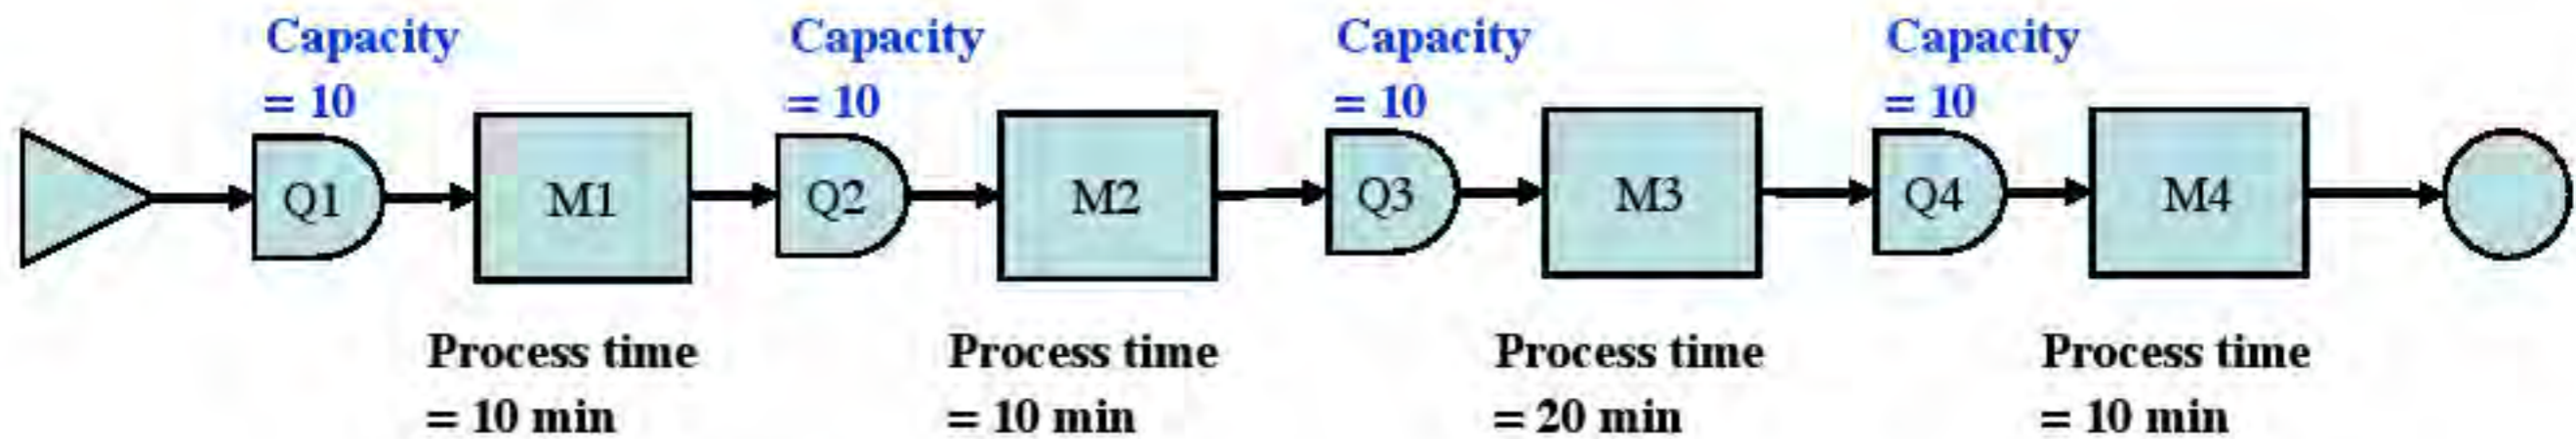 Capacity
= 10
Capacity
= 10
Capacity
= 10
Capacity
= 10
Q1
M1
Q2
M2
Q3
M3
Q4
M4
Process time
= 10 min
Process time
= 10 min
Process time
= 20 min
Process time
= 10 min